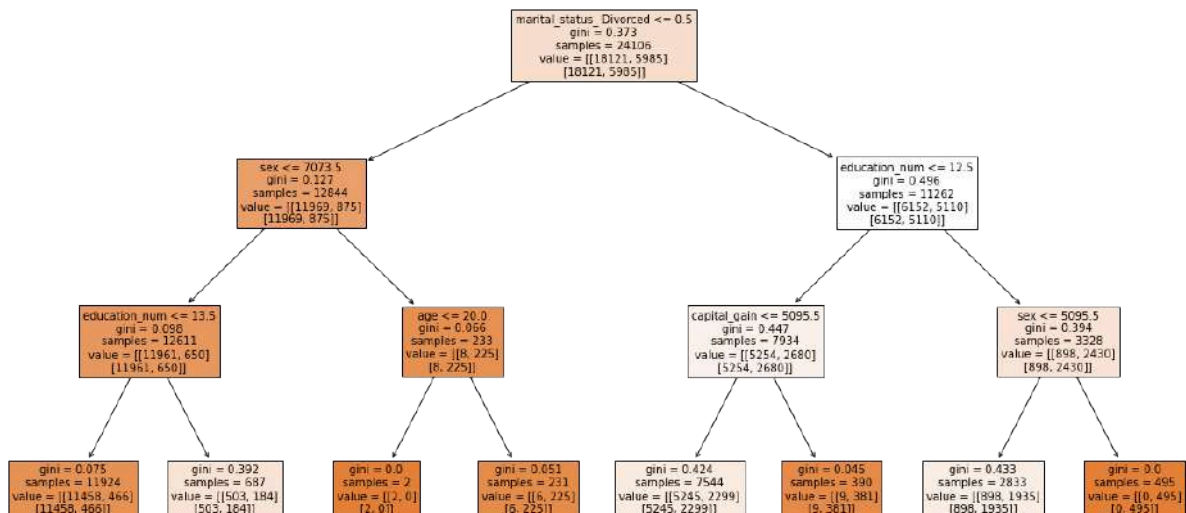 marital_status_Divorced <= 0.5
gini = 0.373
samples = 24106
value = [[18121, 5985]
[18121, 5985]]
sex <= 7073.5
gini = 0.127
samples = 12844
value = [[11969, 875]
[11969, 875]]
education_num <= 12.5
gini = 0.496
samples = 11262
value = [[6152, 5110]
[6152, 5110]]
education_num <= 13.5
gini = 0.098
samples = 12611
value = [[11961, 650]
[11961, 650]]
age <= 20.0
gini = 0.066
samples = 233
value = [[8, 225]
[8, 225]]
capital_gain <= 5095.5
gini = 0.447
samples = 7934
value = [[5254, 2680]
[5254, 2680]]
sex <= 5095.5
gini = 0.394
samples = 3328
value = [[898, 2430]
[898, 2430]]
gini = 0.075
samples = 11924
value = [[11458, 466]
[11458, 466]]
gini = 0.392
samples = 687
value = [[503, 184]
[503, 184]]
gini = 0.0
samples = 2
value = [[2, 0]
[2, 0]]
gini = 0.051
samples = 231
value = [[6, 225]
[6, 225]]
gini = 0.424
samples = 7544
value = [[5245, 2299]
[5245, 2299]]
gini = 0.045
samples = 390
value = [[9, 381]
[9, 381]]
gini = 0.433
samples = 2833
value = [[898, 1935]
[898, 1935]]
gini = 0.0
samples = 495
value = [[0, 495]
[0, 495]]